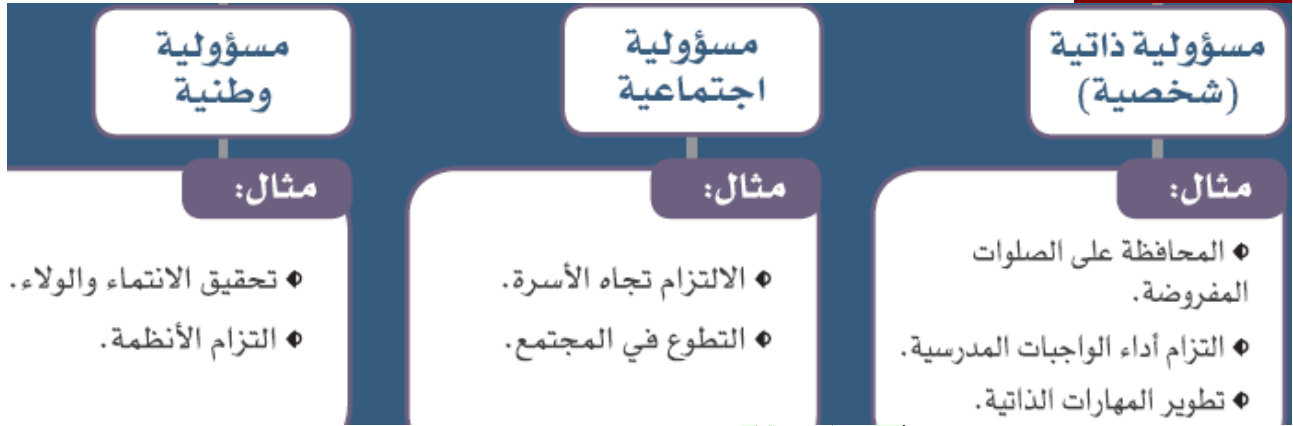 مسؤولية ذاتية
(شخصية)
مثال:
المحافظة على الصلوات
المفروضة.
التزام أداء الواجبات المدرسية.
تطوير المهارات الذاتية.
مسؤولية
اجتماعية
مثال:
الالتزام تجاه الأسرة.
التطوع في المجتمع.
مسؤولية
وطنية
مثال:
تحقيق الانتماء والولاء.
التزام الأنظمة.